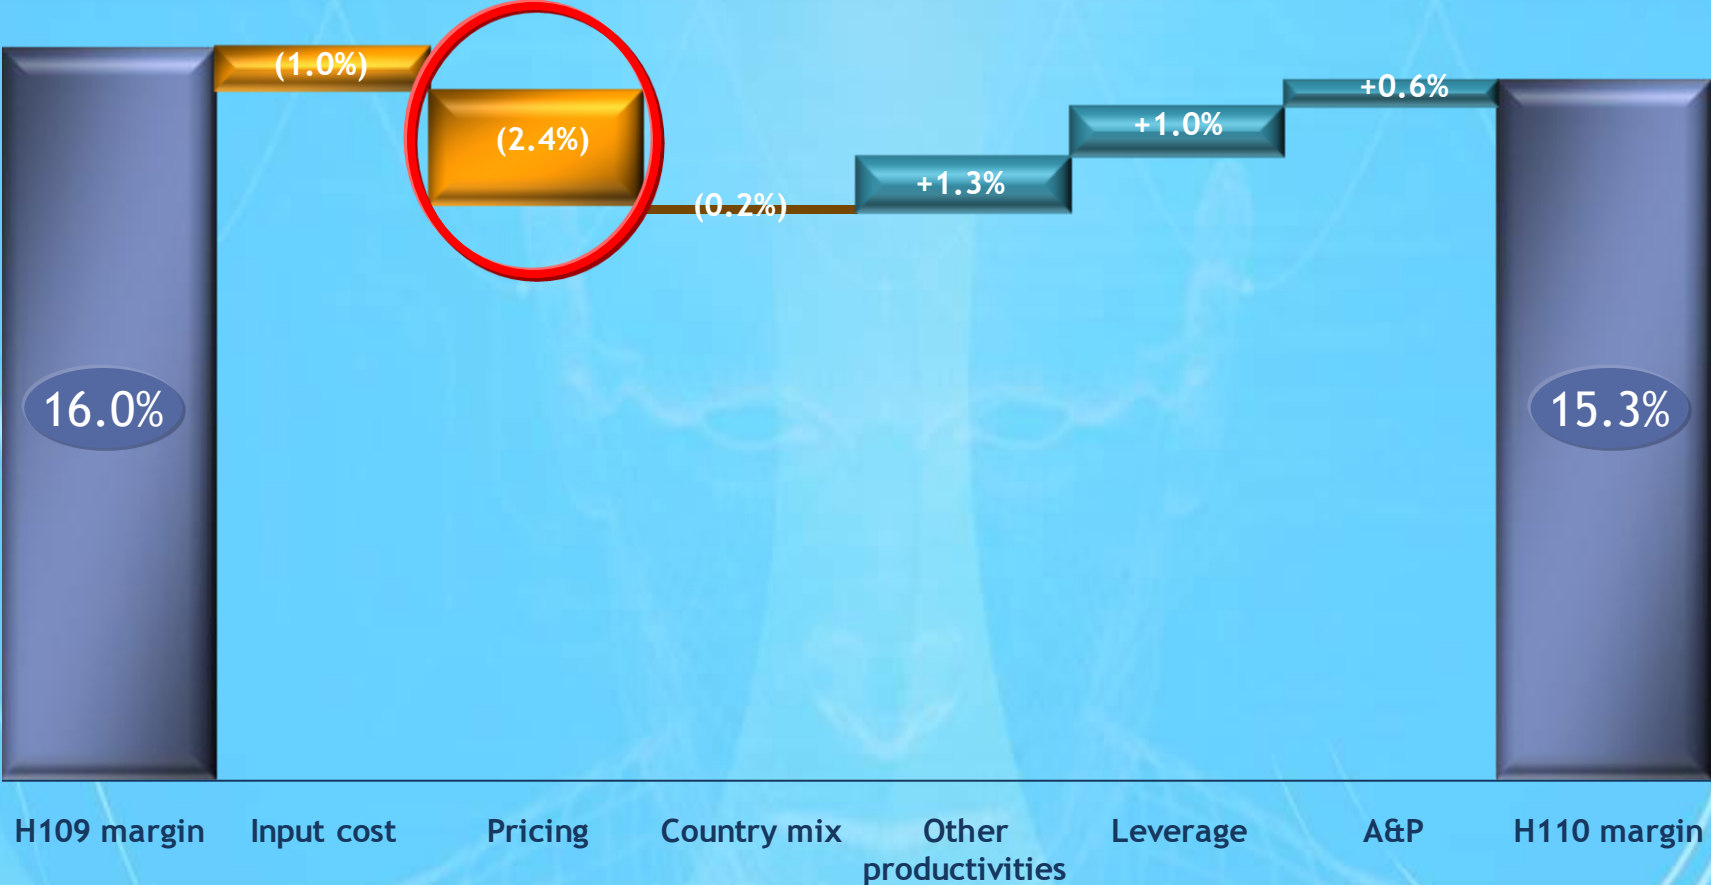 (1.0%)
(2.4%)
(0.2%)
+1.3%
+1.0%
+0.6%
16.0%
15.3%
H109 margin
Input cost
Pricing
Country mix
Other
productivities
Leverage
A&P
H110 margin